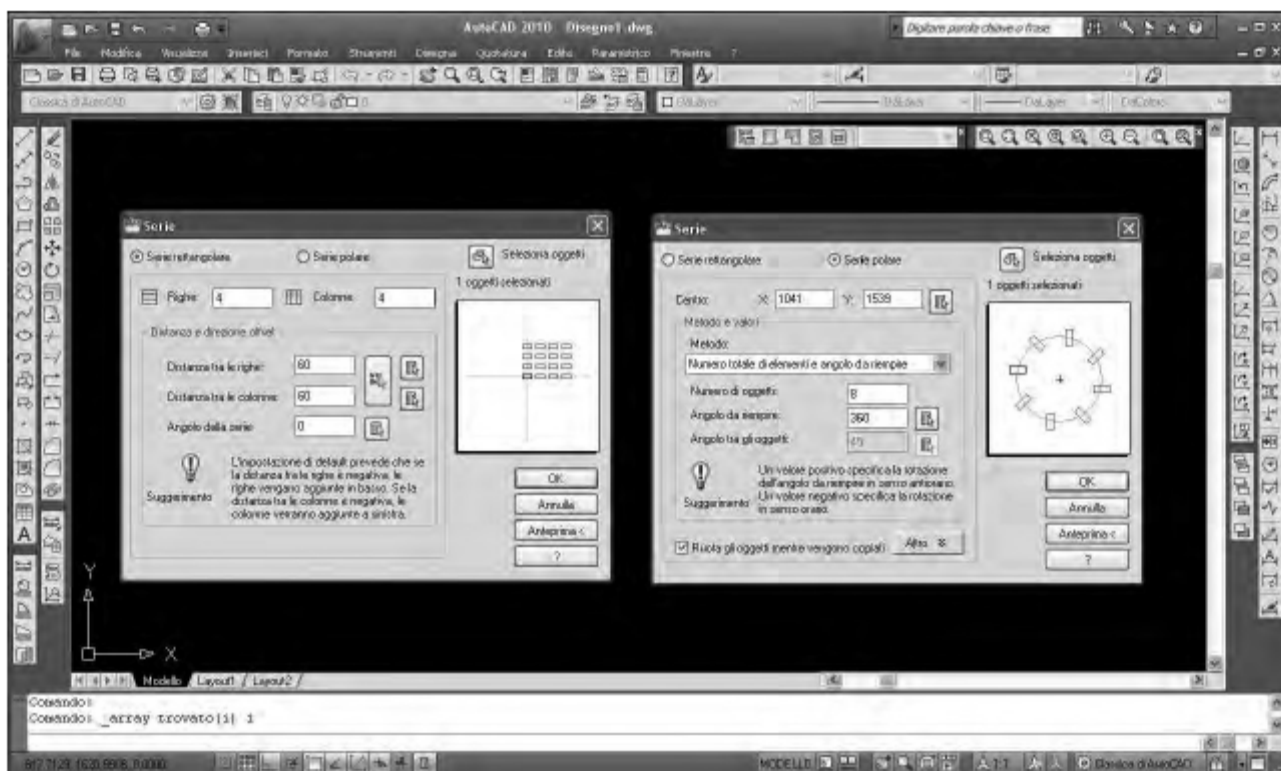 AutoCAD 2010 Disegno1.dwg
Digitare parola chiave o frase
File Modifica Visualizza Inserisci Formato Strumenti Disegna Quotatura Edita Parametrico Finestra ?
Classica di AutoCAD
DaLayer DaLayer DaLayer DaColore
Serie
Serie rettangolare Serie polare Seleziona oggetti
1 oggetti selezionati
Righe: 4 Colonne: 4
Distanza e direzione offset
Distanza tra le righe: 60
Distanza tra le colonne: 60
Angolo della serie: 0
Suggerimento
L'impostazione di default prevede che se
la distanza tra le righe è negativa, le
righe vengano aggiunte in basso. Se la
distanza tra le colonne è negativa, le
colonne verranno aggiunte a sinistra.
OK
Annulla
Anteprima <
?
Serie
Serie rettangolare Serie polare Seleziona oggetti
1 oggetti selezionati
Centro: X: 1041 Y: 1539
Metodo e valori
Metodo:
Numero totale di elementi e angolo da riempire
Numero di oggetti: 8
Angolo da riempire: 360
Angolo tra gli oggetti: 45
Suggerimento
Un valore positivo specifica la rotazione
dell'angolo da riempire in senso antiorario.
Un valore negativo specifica la rotazione
in senso orario.
Ruota gli oggetti mentre vengono copiati Altro
OK
Annulla
Anteprima <
?
Y
X
Modello Layout1 Layout2
Comando:
Comando: _array trovato(i) 1
MODELLO 1:1 Classica di AutoCAD